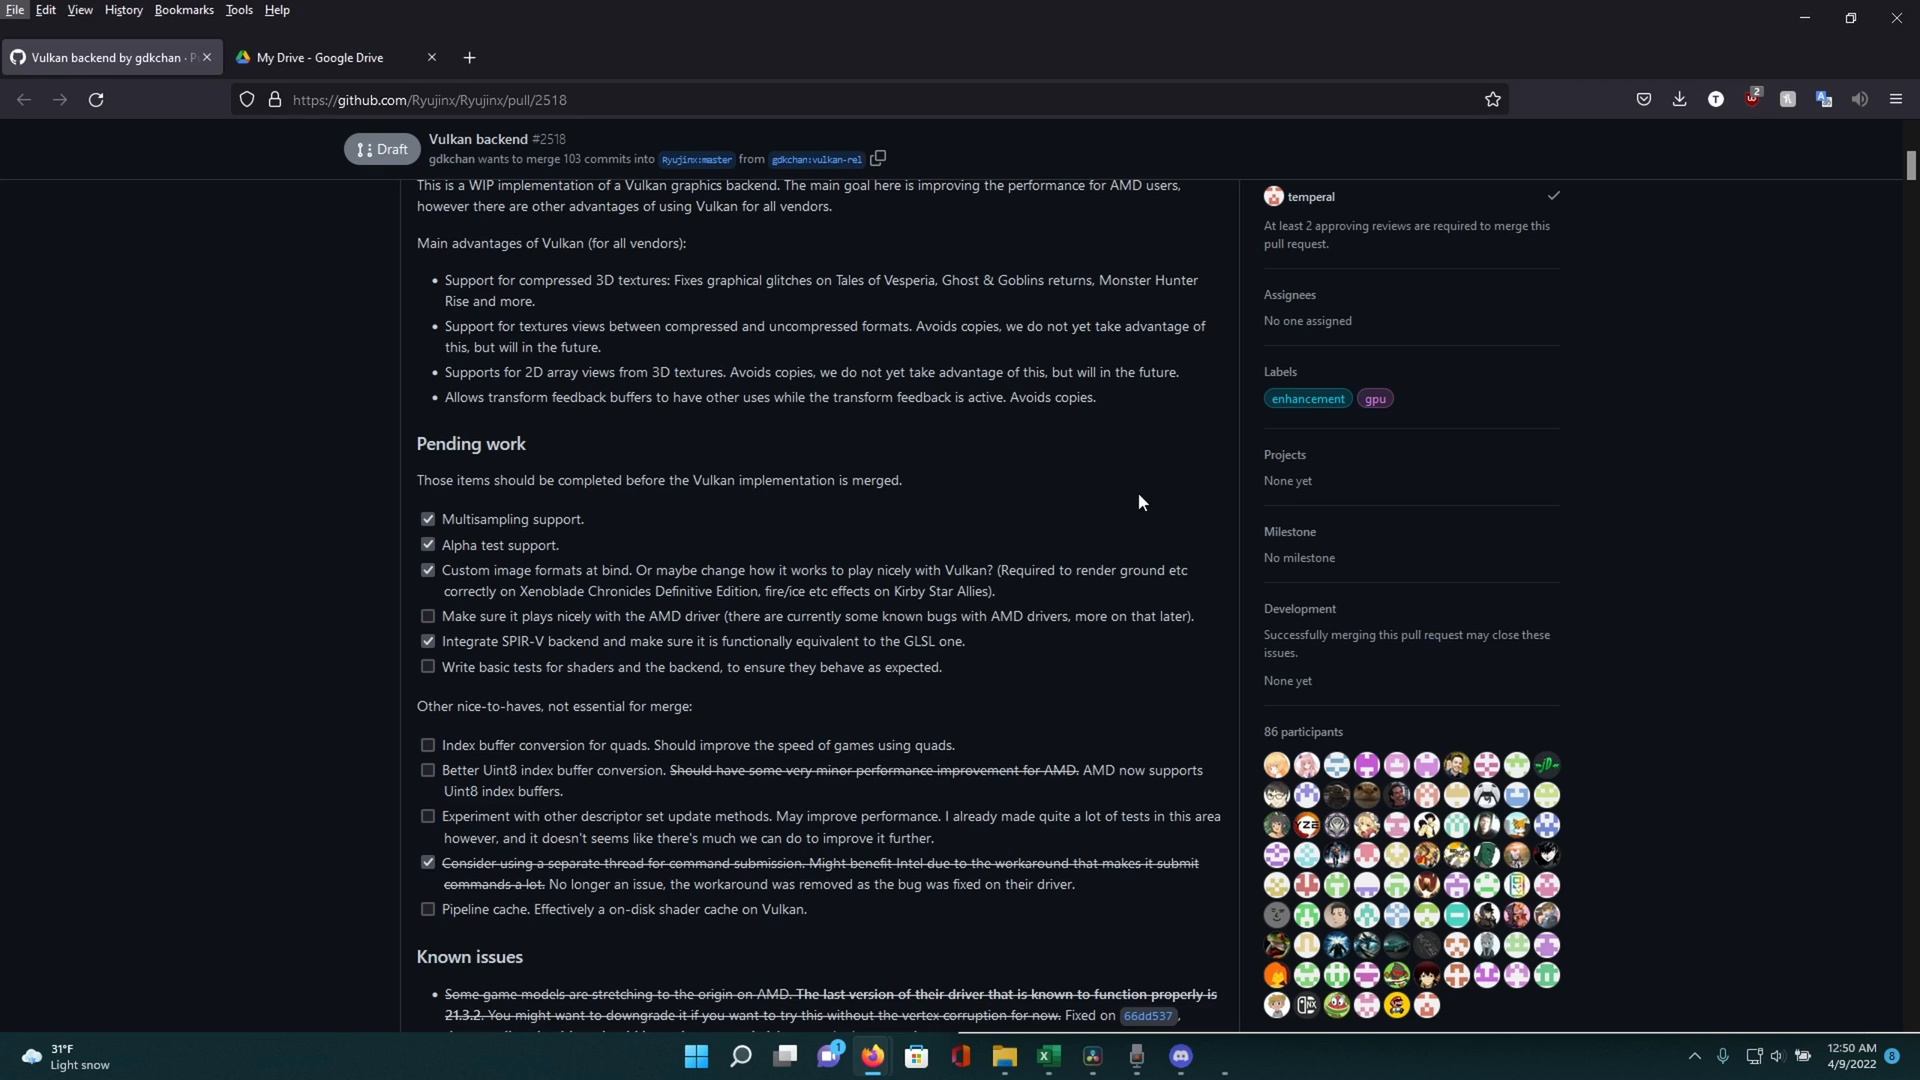 File Edit View History Bookmarks Tools Help
Vulkan backend by gdkchan · P
My Drive - Google Drive
https://github.com/Ryujinx/Ryujinx/pull/2518
2
Draft
Vulkan backend #2518
gdkchan wants to merge 103 commits into Ryujinx:master from gdkchan:vulkan-rel
This is a WIP implementation of a Vulkan graphics backend. The main goal here is improving the performance for AMD users,
however there are other advantages of using Vulkan for all vendors.
Main advantages of Vulkan (for all vendors):
• Support for compressed 3D textures: Fixes graphical glitches on Tales of Vesperia, Ghost & Goblins returns, Monster Hunter
Rise and more.
• Support for textures views between compressed and uncompressed formats. Avoids copies, we do not yet take advantage of
this, but will in the future.
• Supports for 2D array views from 3D textures. Avoids copies, we do not yet take advantage of this, but will in the future.
• Allows transform feedback buffers to have other uses while the transform feedback is active. Avoids copies.
Pending work
Those items should be completed before the Vulkan implementation is merged.
Multisampling support.
Alpha test support.
Custom image formats at bind. Or maybe change how it works to play nicely with Vulkan? (Required to render ground etc
correctly on Xenoblade Chronicles Definitive Edition, fire/ice etc effects on Kirby Star Allies).
Make sure it plays nicely with the AMD driver (there are currently some known bugs with AMD drivers, more on that later).
Integrate SPIR-V backend and make sure it is functionally equivalent to the GLSL one.
Write basic tests for shaders and the backend, to ensure they behave as expected.
Other nice-to-haves, not essential for merge:
Index buffer conversion for quads. Should improve the speed of games using quads.
Better Uint8 index buffer conversion. Should have some very minor performance improvement for AMD. AMD now supports
Uint8 index buffers.
Experiment with other descriptor set update methods. May improve performance. I already made quite a lot of tests in this area
however, and it doesn't seems like there's much we can do to improve it further.
Consider using a separate thread for command submission. Might benefit Intel due to the workaround that makes it submit
commands a lot. No longer an issue, the workaround was removed as the bug was fixed on their driver.
Pipeline cache. Effectively a on-disk shader cache on Vulkan.
Known issues
• Some game models are stretching to the origin on AMD. The last version of their driver that is known to function properly is
21.3.2. You might want to downgrade it if you want to try this without the vertex corruption for now. Fixed on 66dd537,
temperal
At least 2 approving reviews are required to merge this
pull request.
Assignees
No one assigned
Labels
enhancement gpu
Projects
None yet
Milestone
No milestone
Development
Successfully merging this pull request may close these
issues.
None yet
86 participants
31°F
Light snow
1
12:50 AM
4/9/2022
8